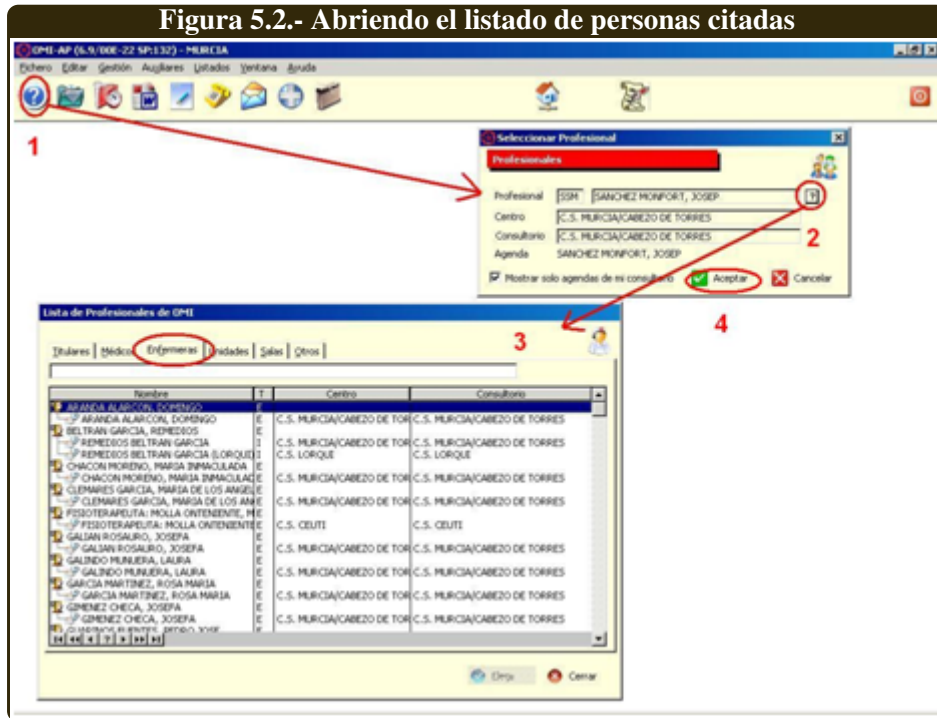 Figura 5.2.- Abriendo el listado de personas citadas
OMI-AP (6.9/00E-22 SP:132) - MURCIA
Fichero Editar Gestión Auxiliares Listados Ventana Ayuda
1
Seleccionar Profesional
Profesionales
Profesional SSM SANCHEZ MONFORT, JOSEP ?
Centro C.S. MURCIA/CABEZO DE TORRES
Consultorio C.S. MURCIA/CABEZO DE TORRES
2
Agenda SANCHEZ MONFORT, JOSEP
Mostrar solo agendas de mi consultorio Aceptar Cancelar
4
Lista de Profesionales de OMI
3
Titulares Médicos Enfermeras Unidades Salas Otros
Nombre T Centro Consultorio
ARANDA ALARCON, DOMINGO E
ARANDA ALARCON, DOMINGO E C.S. MURCIA/CABEZO DE TOR C.S. MURCIA/CABEZO DE TORRES
BELTRAN GARCIA, REMEDIOS E
REMEDIOS BELTRAN GARCIA I C.S. MURCIA/CABEZO DE TOR C.S. MURCIA/CABEZO DE TORRES
REMEDIOS BELTRAN GARCIA (LORQUI) I C.S. LORQUI C.S. LORQUI
CHACON MORENO, MARIA INMACULADA E
CHACON MORENO, MARIA INMACULAD E C.S. MURCIA/CABEZO DE TOR C.S. MURCIA/CABEZO DE TORRES
CLEMARES GARCIA, MARIA DE LOS ANGEL E
CLEMARES GARCIA, MARIA DE LOS AN E C.S. MURCIA/CABEZO DE TOR C.S. MURCIA/CABEZO DE TORRES
FISIOTERAPEUTA: MOLLA ONTENIENTE, M E
FISIOTERAPEUTA: MOLLA ONTENIENTE E C.S. CEUTI C.S. CEUTI
GALIAN ROSAURO, JOSEFA E
GALIAN ROSAURO, JOSEFA E C.S. MURCIA/CABEZO DE TOR C.S. MURCIA/CABEZO DE TORRES
GALINDO MUNUERA, LAURA E
GALINDO MUNUERA, LAURA E C.S. MURCIA/CABEZO DE TOR C.S. MURCIA/CABEZO DE TORRES
GARCIA MARTINEZ, ROSA MARIA E
GARCIA MARTINEZ, ROSA MARIA E C.S. MURCIA/CABEZO DE TOR C.S. MURCIA/CABEZO DE TORRES
GIMENEZ CHECA, JOSEFA E
GIMENEZ CHECA, JOSEFA E C.S. MURCIA/CABEZO DE TOR C.S. MURCIA/CABEZO DE TORRES
GUARINOS FUENTES, PEDRO JOSE E
Cerrar